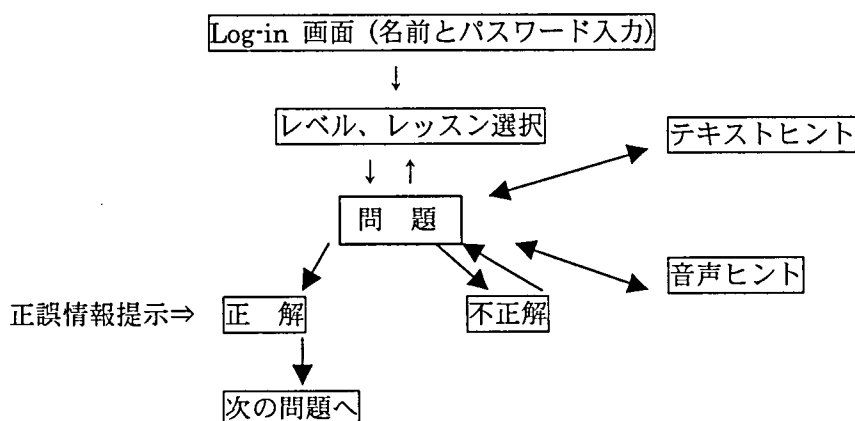 Log-in 画面（名前とパスワード入力）
↓
レベル、レッスン選択
テキストヒント
↓ ↑
問　題
音声ヒント
正誤情報提示⇒ 正　解 不正解
次の問題へ